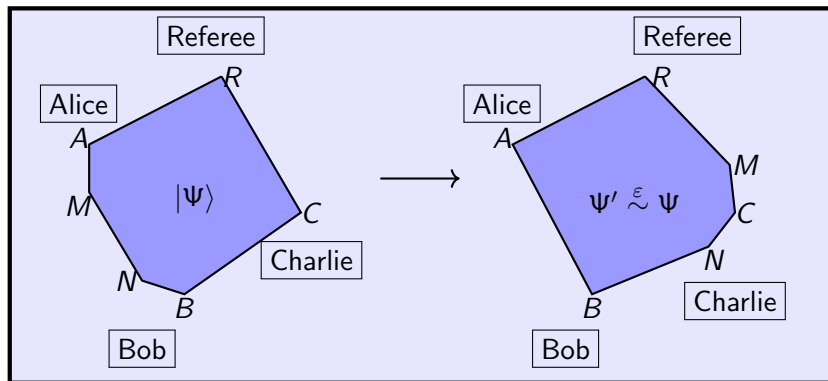 Referee
Alice
R
A
M
|Ψ⟩
C
N
B
Charlie
Bob
Referee
Alice
R
A
M
Ψ′ ε∼ Ψ
C
N
B
Charlie
Bob